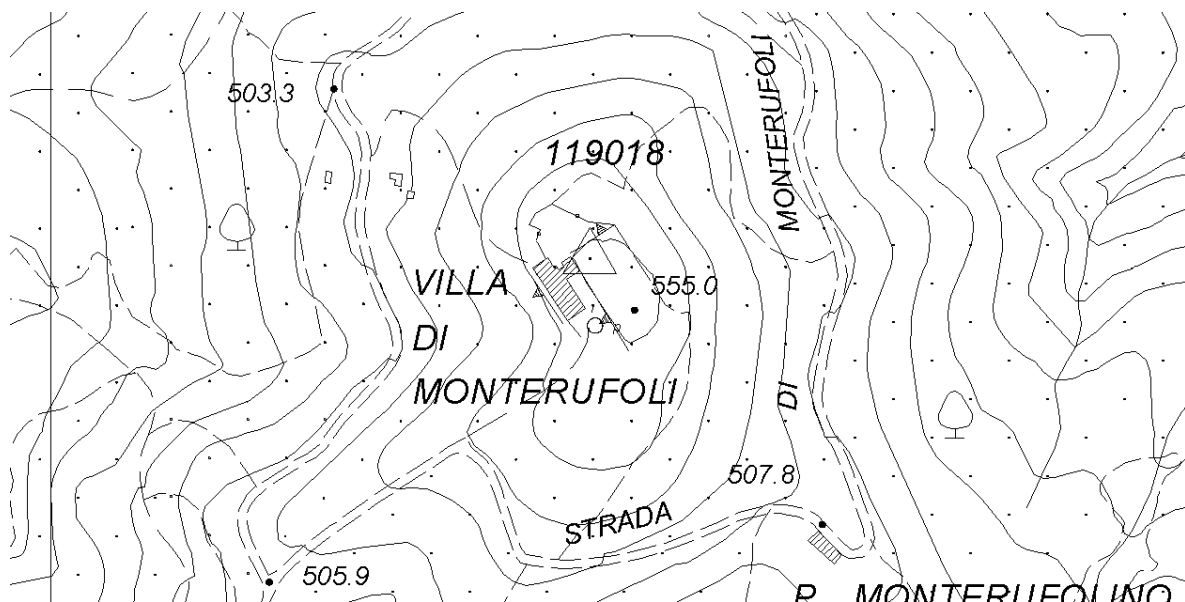 503.3
MONTERUFOLI
119018
VILLA
DI
MONTERUFOLI
555.0
DI
507.8
STRADA
505.9
P. MONTERUFOLINO